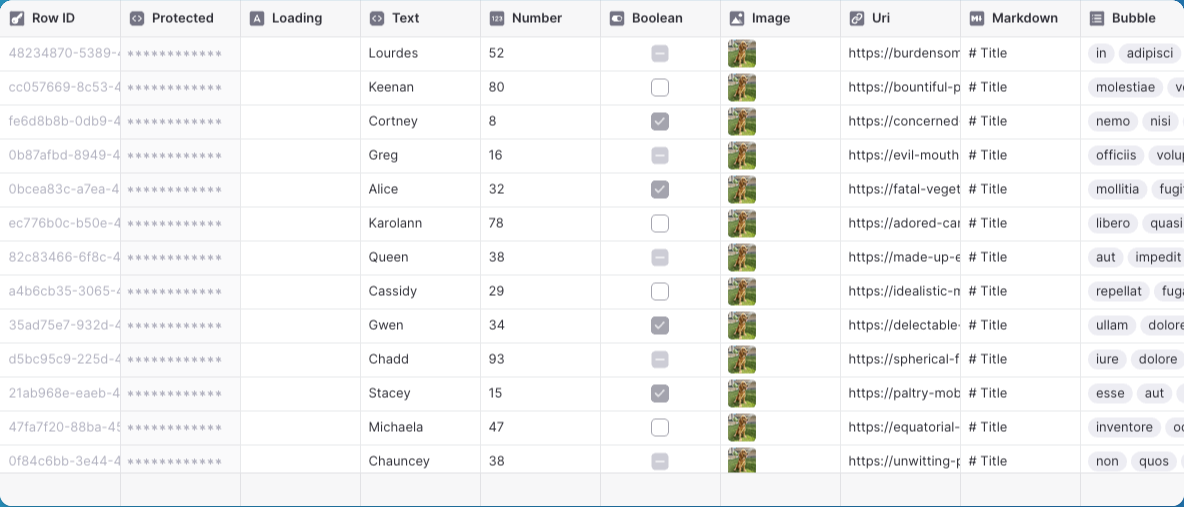 Row ID Protected Loading Text Number Boolean Image Uri Markdown Bubble
48234870-5389- ************ Lourdes 52 https://burdensom # Title in adipisci
cc057669-8c53-4 ************ Keenan 80 https://bountiful-p # Title molestiae
fe6d8b8b-0db9-4 ************ Cortney 8 https://concerned # Title nemo nisi
0b87afbd-8949-4 ************ Greg 16 https://evil-mouth # Title officiis volup
0bcea83c-a7ea-4 ************ Alice 32 https://fatal-veget # Title mollitia fugi
ec776b0c-b50e-4 ************ Karolann 78 https://adored-car # Title libero quasi
82c83466-6f8c-4 ************ Queen 38 https://made-up-e # Title aut impedit
a4b6cb35-3065-4 ************ Cassidy 29 https://idealistic-m # Title repellat fuga
35ad75e7-932d-4 ************ Gwen 34 https://delectable- # Title ullam dolore
d5bc95c9-225d-4 ************ Chadd 93 https://spherical-f # Title iure dolore
21ab968e-eaeb-4 ************ Stacey 15 https://paltry-mob # Title esse aut
47fa7f20-88ba-45 ************ Michaela 47 https://equatorial- # Title inventore
0f84c6bb-3e44-4 ************ Chauncey 38 https://unwitting-p # Title non quos